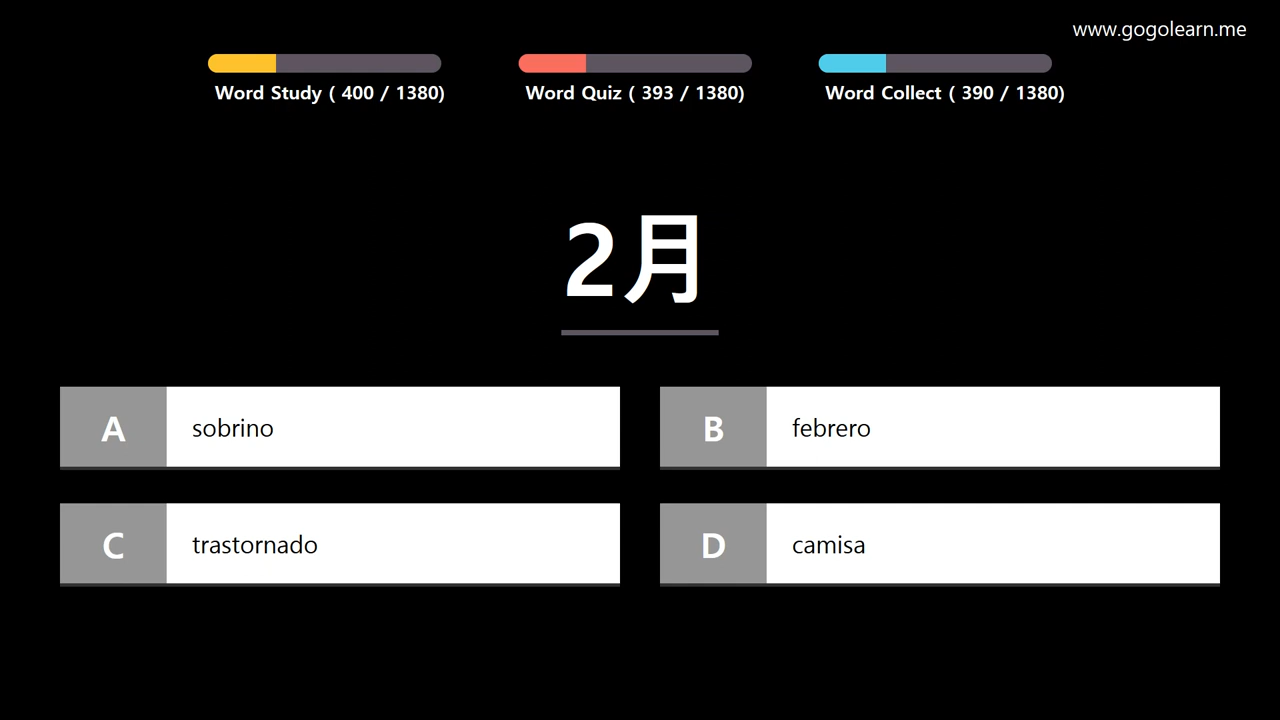 www.gogolearn.me
Word Study ( 400 / 1380)
Word Quiz ( 393 / 1380)
Word Collect ( 390 / 1380)
2月
A sobrino
B febrero
C trastornado
D camisa